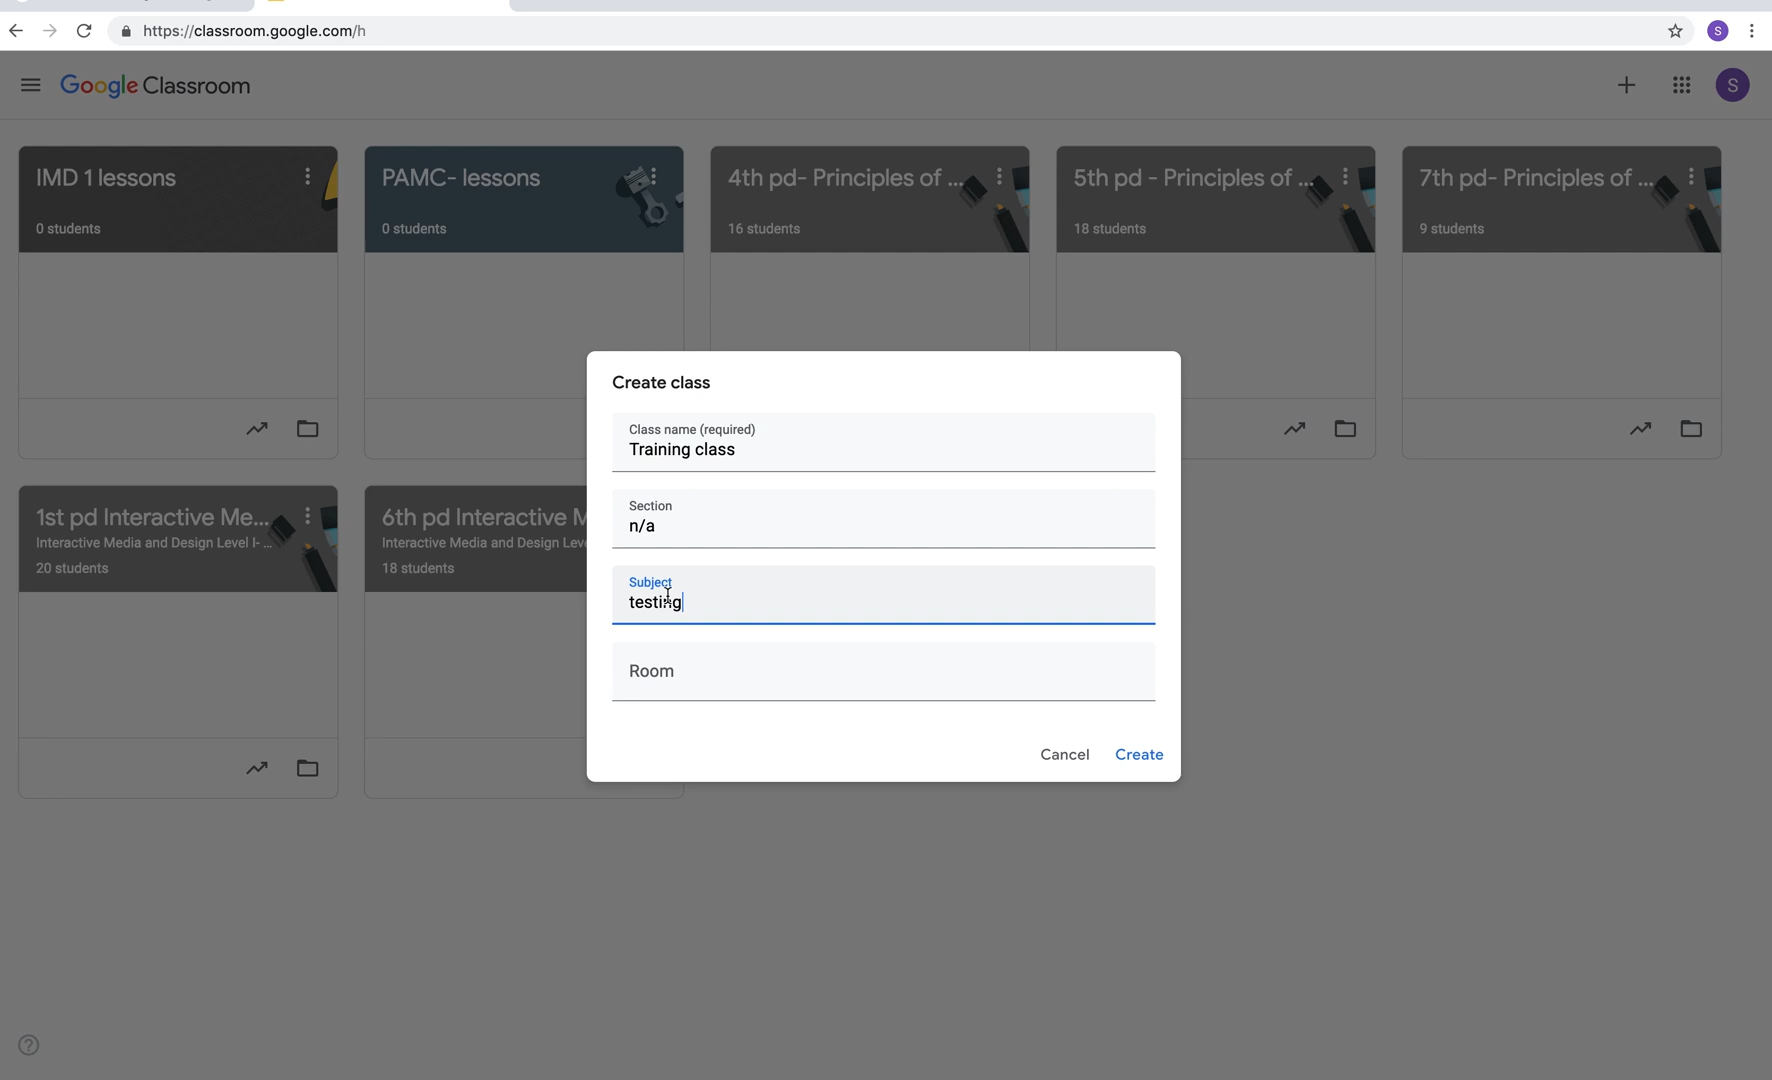 https://classroom.google.com/h
S
Google Classroom
S
IMD 1 lessons
0 students
PAMC- lessons
0 students
4th pd- Principles of ...
16 students
5th pd - Principles of ...
18 students
7th pd- Principles of ...
9 students
Create class
Class name (required)
Training class
Section
n/a
Subject
testing
Room
Cancel
Create
1st pd Interactive Me...
Interactive Media and Design Level I- ...
20 students
6th pd Interactive M
Interactive Media and Design Leve
18 students
?